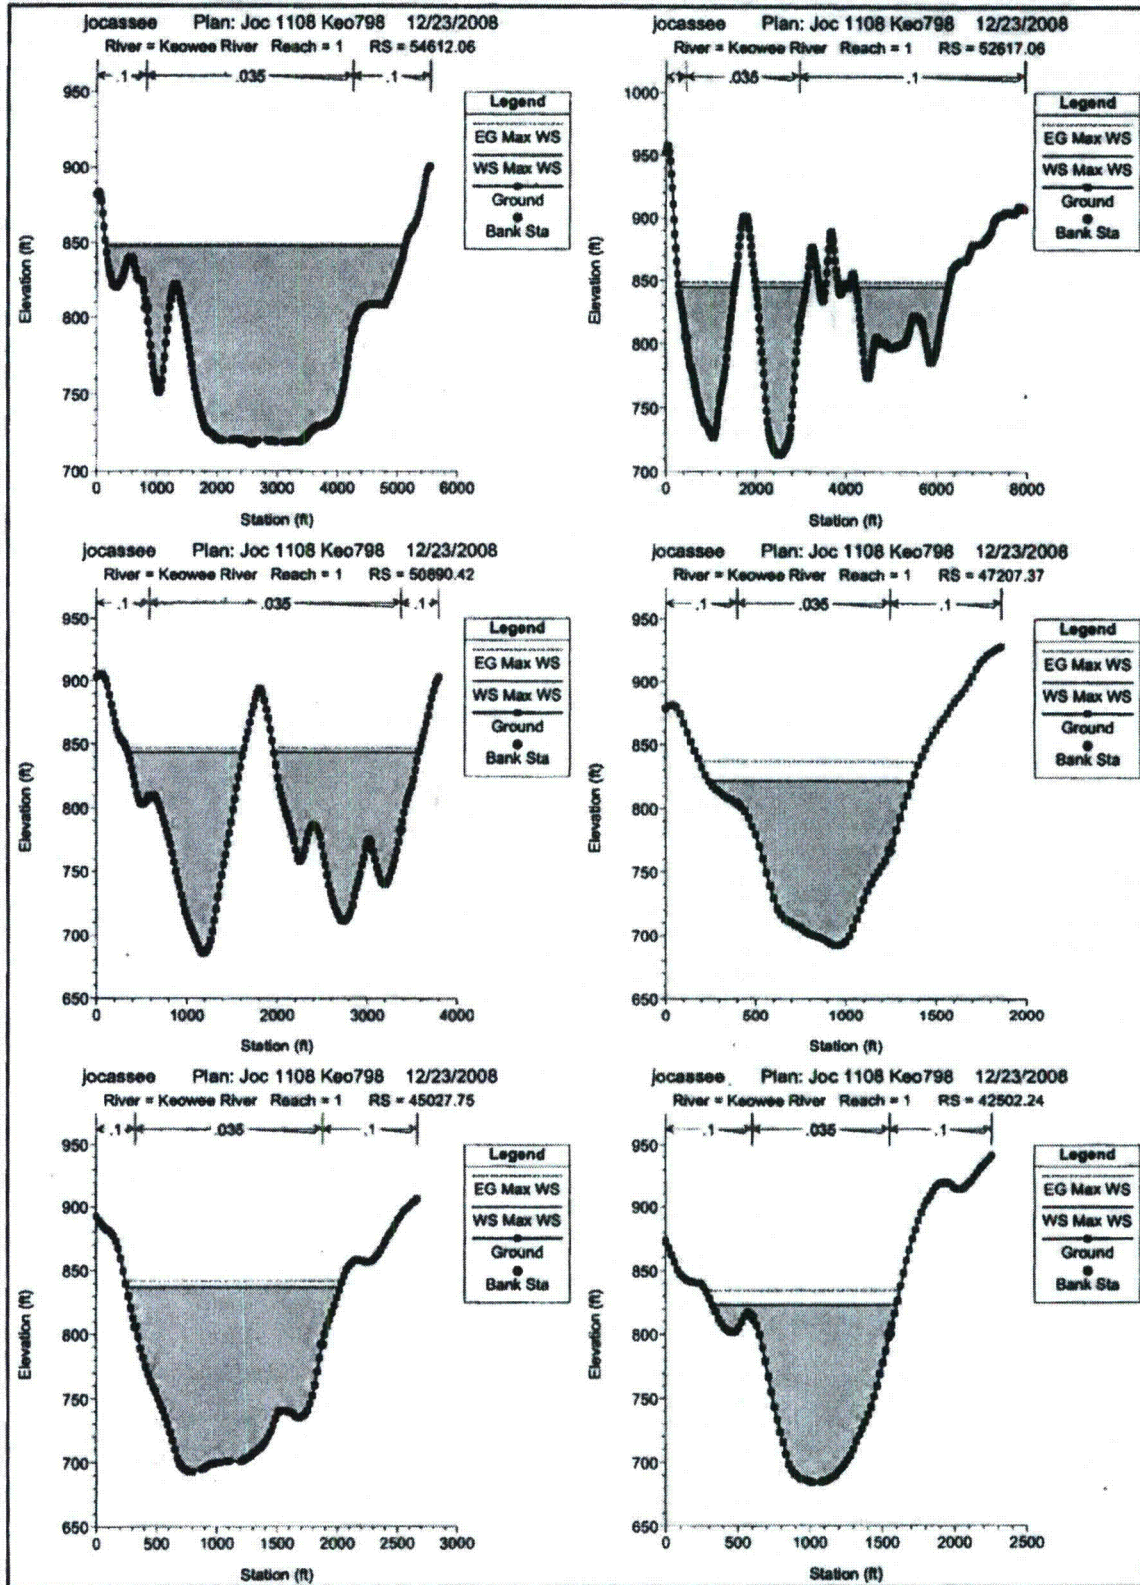 jocassee Plan: Joc 1108 Keo798 12/23/2008
River = Keowee River Reach = 1 RS = 54612.06
.1 .035 .1
Legend
EG Max WS
WS Max WS
Ground
Bank Sta
Elevation (ft)
950
900
850
800
750
700
0 1000 2000 3000 4000 5000 6000
Station (ft)
jocassee Plan: Joc 1108 Keo798 12/23/2008
River = Keowee River Reach = 1 RS = 52617.06
.1 .035 .1
Legend
EG Max WS
WS Max WS
Ground
Bank Sta
Elevation (ft)
1000
950
900
850
800
750
700
0 2000 4000 6000 8000
Station (ft)
jocassee Plan: Joc 1108 Keo798 12/23/2008
River = Keowee River Reach = 1 RS = 50890.42
.1 .035 .1
Legend
EG Max WS
WS Max WS
Ground
Bank Sta
Elevation (ft)
950
900
850
800
750
700
650
0 1000 2000 3000 4000
Station (ft)
jocassee Plan: Joc 1108 Keo798 12/23/2008
River = Keowee River Reach = 1 RS = 47207.37
.1 .035 .1
Legend
EG Max WS
WS Max WS
Ground
Bank Sta
Elevation (ft)
950
900
850
800
750
700
650
0 500 1000 1500 2000
Station (ft)
jocassee Plan: Joc 1108 Keo798 12/23/2008
River = Keowee River Reach = 1 RS = 45027.75
.1 .035 .1
Legend
EG Max WS
WS Max WS
Ground
Bank Sta
Elevation (ft)
950
900
850
800
750
700
650
0 500 1000 1500 2000 2500 3000
Station (ft)
jocassee Plan: Joc 1108 Keo798 12/23/2008
River = Keowee River Reach = 1 RS = 42502.24
.1 .035 .1
Legend
EG Max WS
WS Max WS
Ground
Bank Sta
Elevation (ft)
950
900
850
800
750
700
650
0 500 1000 1500 2000 2500
Station (ft)